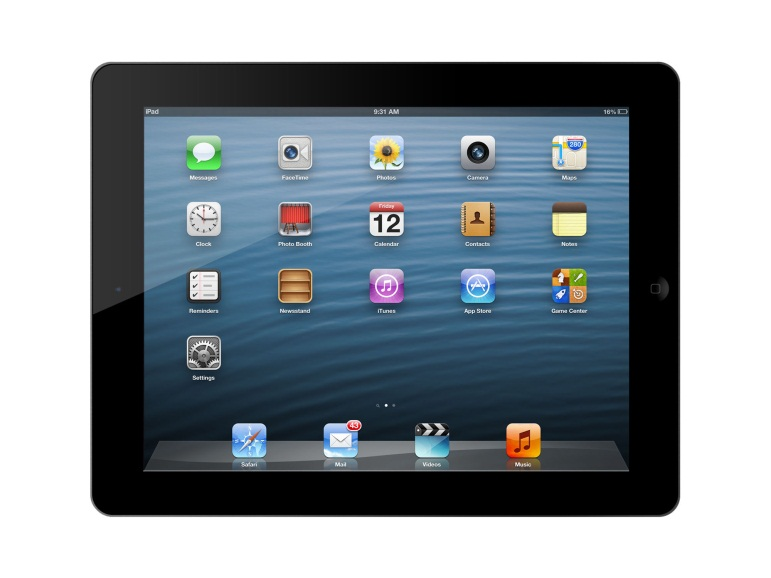 iPad 9:31 AM 16%
Messages FaceTime Photos Camera 280 Maps
Clock Photo Booth Friday 12 Calendar Contacts Notes
Reminders Newsstand iTunes App Store Game Center
Settings
43
Safari Mail Videos Music